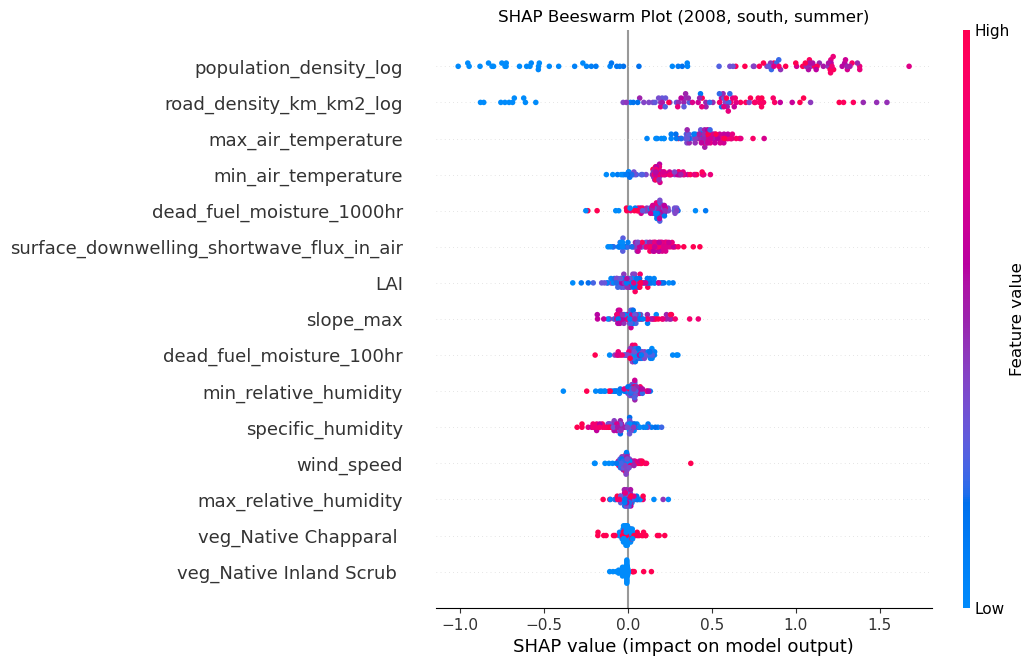 SHAP Beeswarm Plot (2008, south, summer)
High
population_density_log
road_density_km_km2_log
max_air_temperature
min_air_temperature
dead_fuel_moisture_1000hr
surface_downwelling_shortwave_flux_in_air
LAI
slope_max
dead_fuel_moisture_100hr
min_relative_humidity
specific_humidity
wind_speed
max_relative_humidity
veg_Native Chapparal
veg_Native Inland Scrub
Feature value
Low
−1.0 −0.5 0.0 0.5 1.0 1.5
SHAP value (impact on model output)